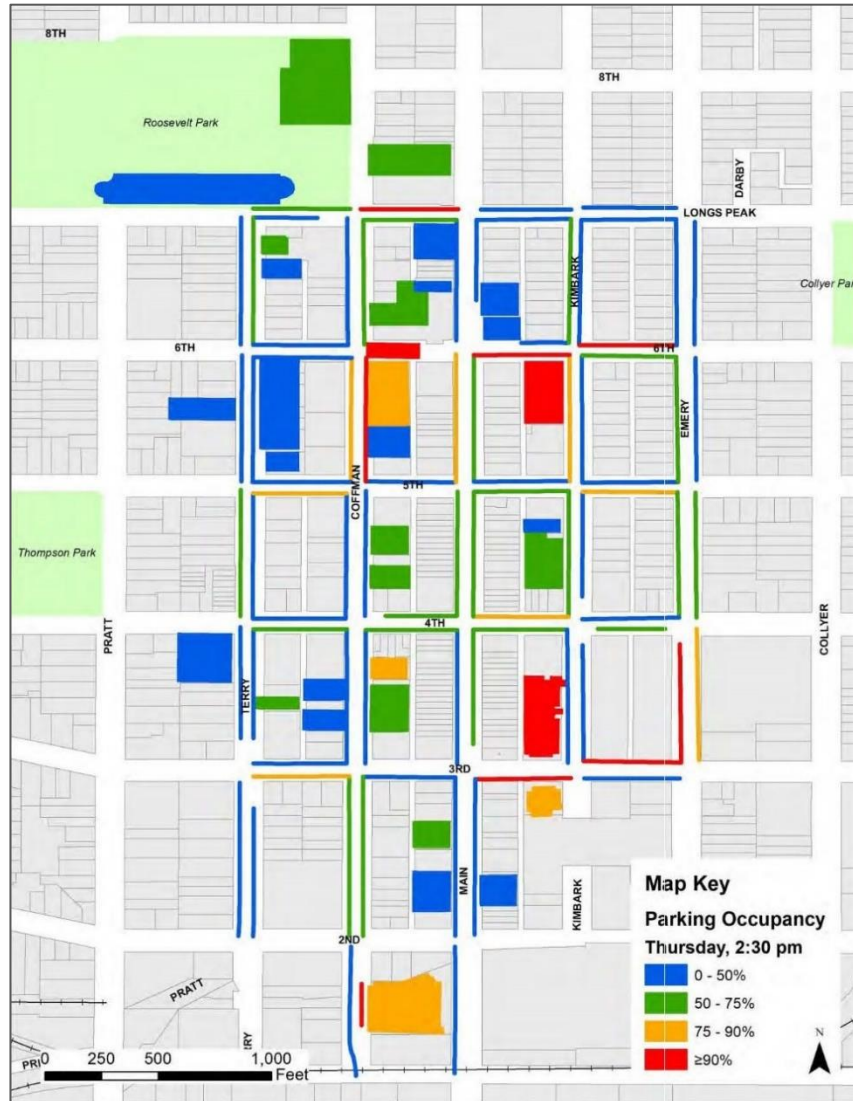 8TH
8TH
Roosevelt Park
DARBY
LONGS PEAK
KIMBARK
Collyer Par
6TH
6TH
EMERY
COFFMAN
5TH
Thompson Park
4TH
PRATT
COLLYER
TERRY
3RD
MAIN
KIMBARK
2ND
PRATT
RY
PRI
0 250 500 1,000
Feet
Map Key
Parking Occupancy
Thursday, 2:30 pm
0 - 50%
50 - 75%
75 - 90%
≥90%
N